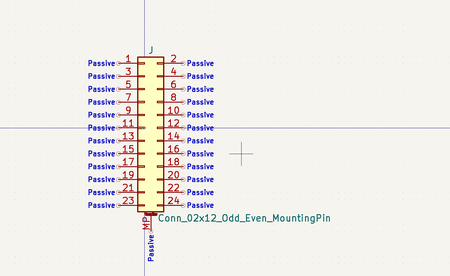 J
Passive 1 2 Passive
Passive 3 4 Passive
Passive 5 6 Passive
Passive 7 8 Passive
Passive 9 10 Passive
Passive 11 12 Passive
Passive 13 14 Passive
Passive 15 16 Passive
Passive 17 18 Passive
Passive 19 20 Passive
Passive 21 22 Passive
Passive 23 24 Passive
MP Conn_02x12_Odd_Even_MountingPin
Passive